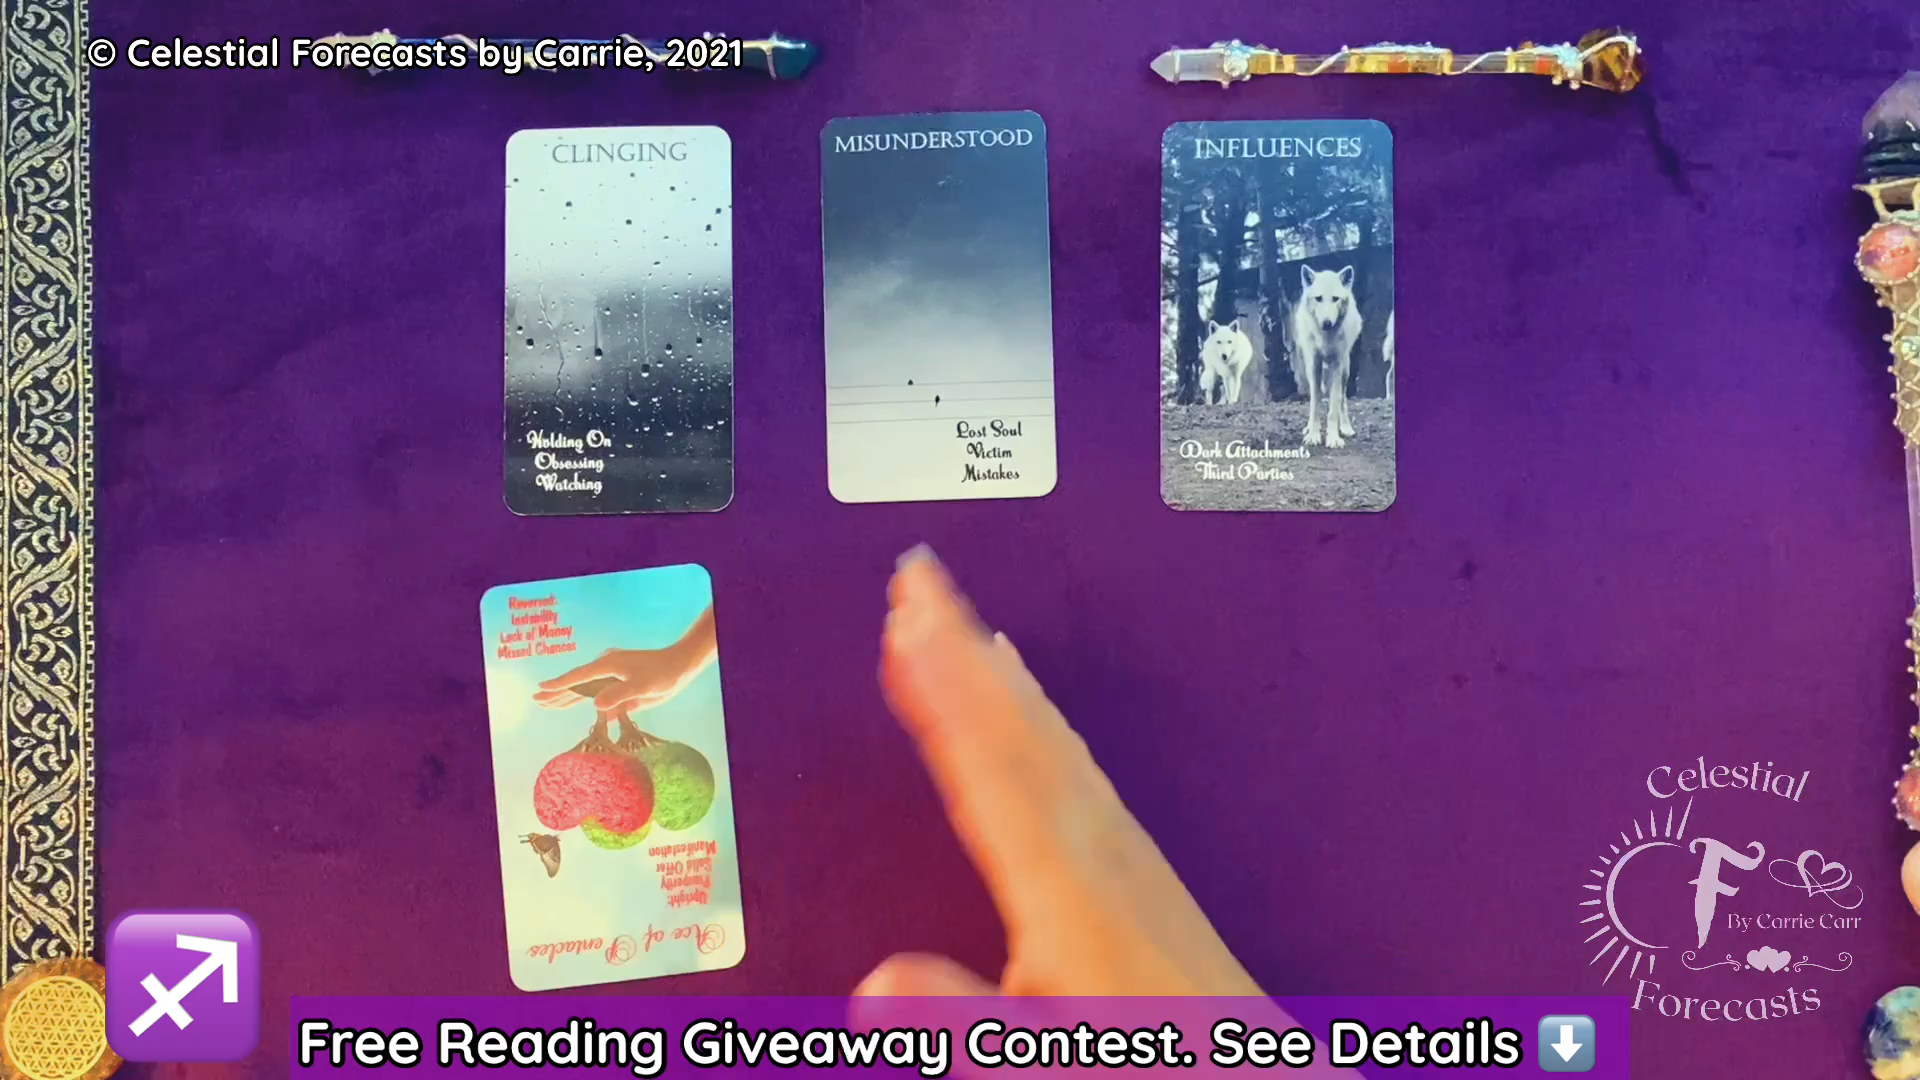 © Celestial Forecasts by Carrie, 2021
CLINGING
Holding On
Obsessing
Watching
MISUNDERSTOOD
Lost Soul
Victim
Mistakes
INFLUENCES
Dark Attachments
Third Parties
Reversed:
Instability
Lack of Money
Missed Chances
Ace of Pentacles
Upright:
Prosperity
Solid Offer
Manifestation
Celestial
F
By Carrie Carr
Forecasts
Free Reading Giveaway Contest. See Details ⬇